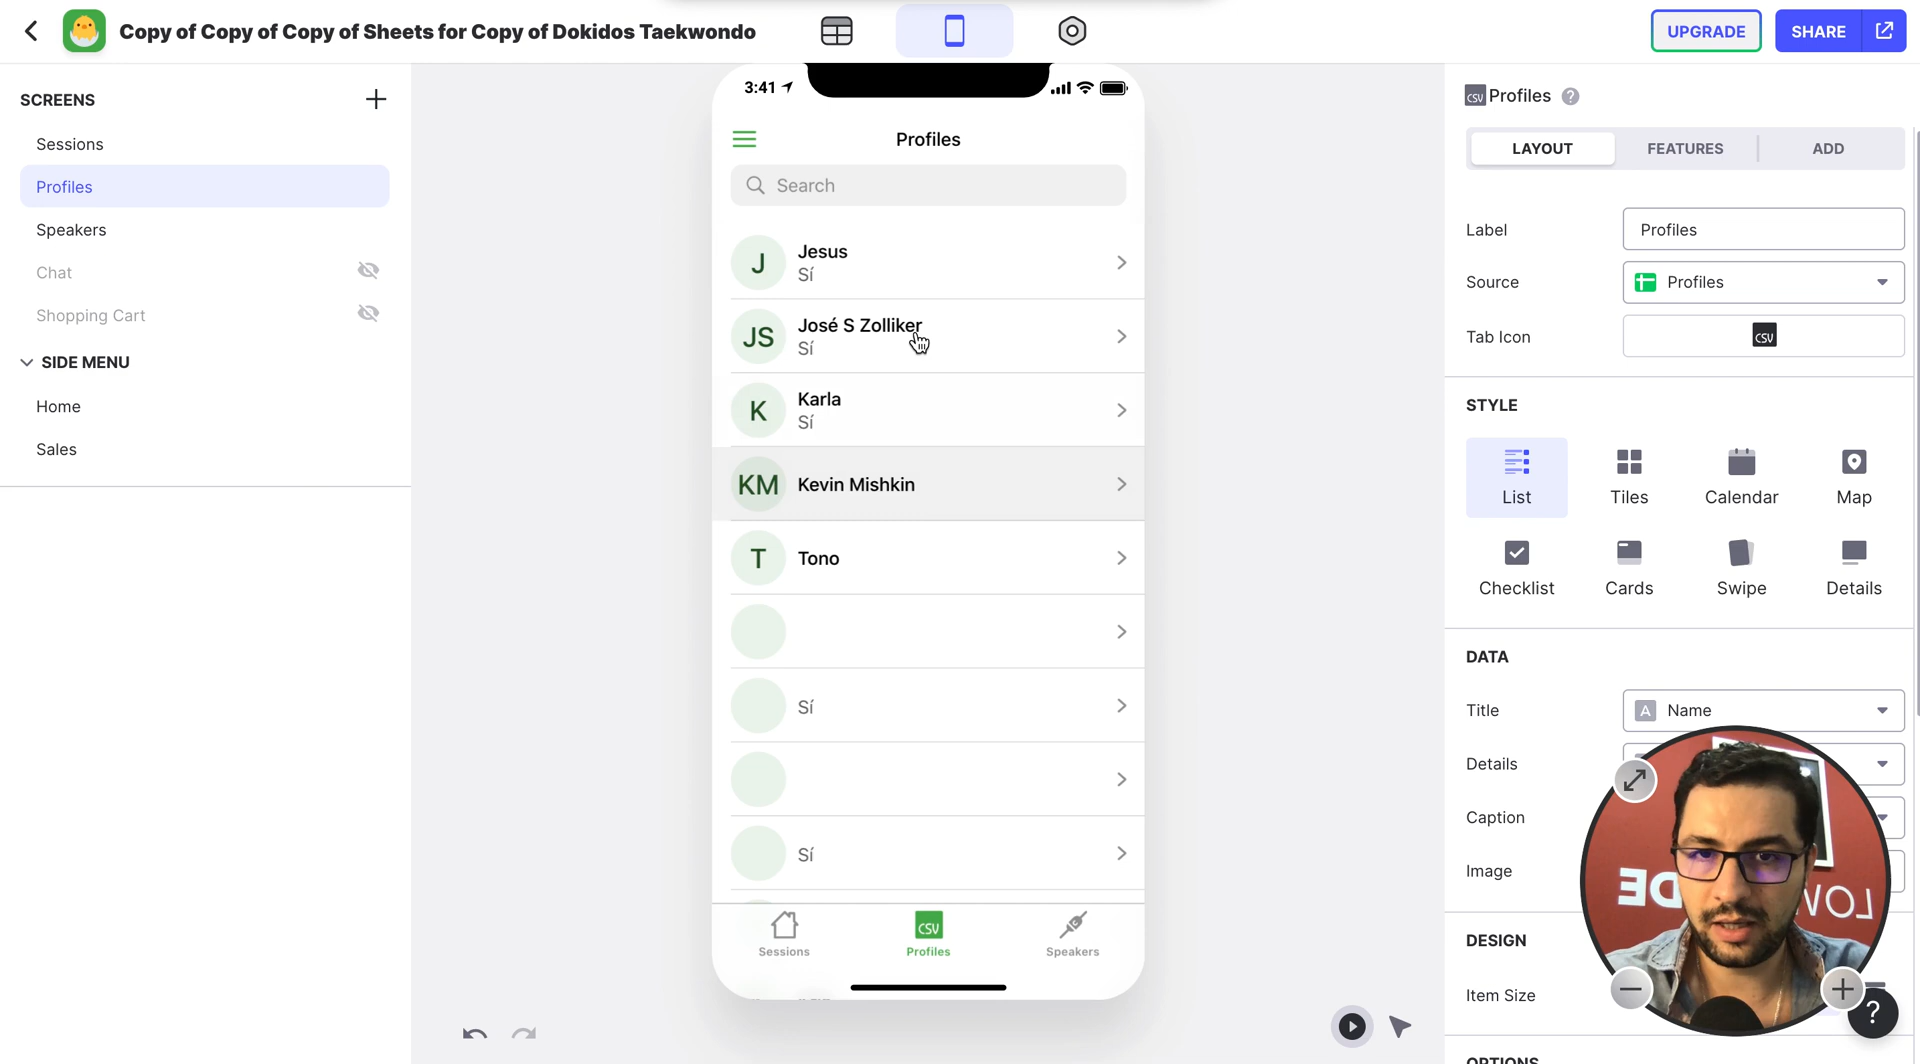 Copy of Copy of Copy of Sheets for Copy of Dokidos Taekwondo
UPGRADE
SHARE
SCREENS
Sessions
Profiles
Speakers
Chat
Shopping Cart
SIDE MENU
Home
Sales
3:41
Profiles
Search
J
Jesus
Sí
JS
José S Zolliker
Sí
K
Karla
Sí
KM
Kevin Mishkin
T
Tono
Sí
Sí
Sessions
CSV
Profiles
Speakers
CSV
Profiles
?
LAYOUT
FEATURES
ADD
Label
Profiles
Source
Profiles
Tab Icon
CSV
STYLE
List
Tiles
Calendar
Map
Checklist
Cards
Swipe
Details
DATA
Title
A
Name
Details
Caption
Image
DESIGN
Item Size
?
OPTIONS